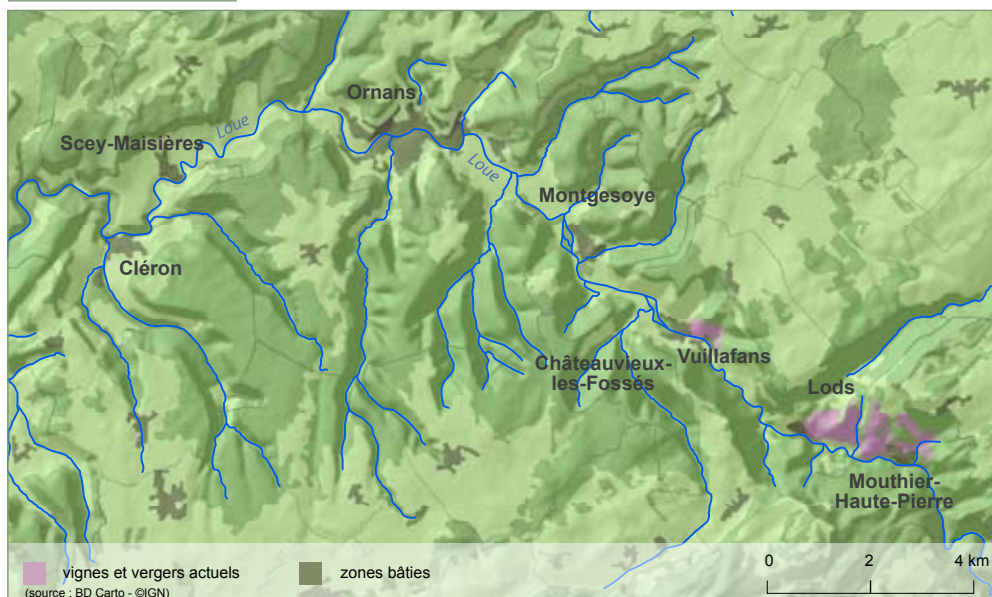 Ornans
Loue
Scey-Maisières
Loue
Montgesoye
Cléron
Châteauvieux-
les-Fossés
Vuillafans
Lods
Mouthier-
Haute-Pierre
vignes et vergers actuels
zones bâties
0 2 4 km
(source : BD Carto - ©IGN)